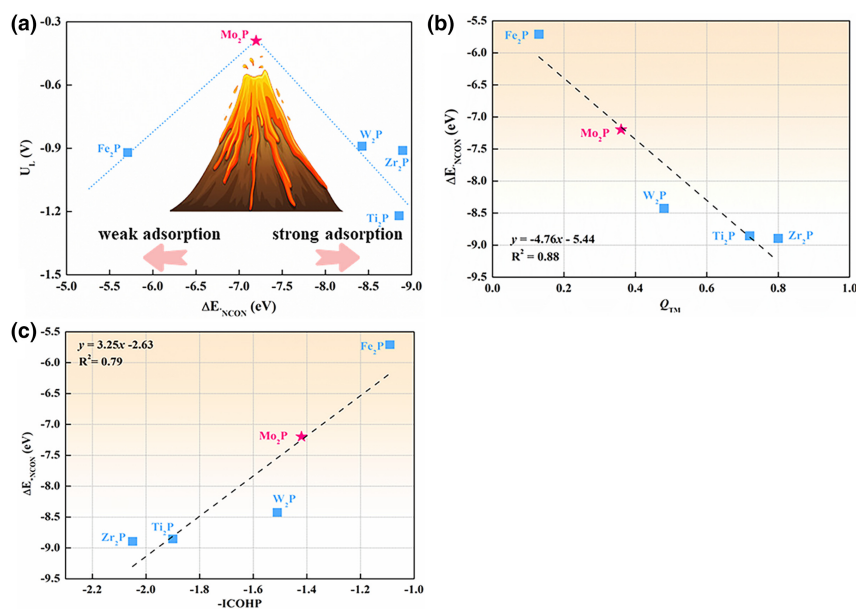 (a)
-0.3
-0.6
-0.9
-1.2
-1.5
U_L (V)
Mo₂P
Fe₂P
W₂P
Zr₂P
Ti₂P
weak adsorption
strong adsorption
-5.0 -5.5 -6.0 -6.5 -7.0 -7.5 -8.0 -8.5 -9.0
ΔE*NCON (eV)
(b)
-5.5
-6.0
-6.5
-7.0
-7.5
-8.0
-8.5
-9.0
-9.5
ΔE*NCON (eV)
Fe₂P
Mo₂P
W₂P
Ti₂P
Zr₂P
y = -4.76x - 5.44
R² = 0.88
0.0 0.2 0.4 0.6 0.8 1.0
Q_TM
(c)
-5.5
-6.0
-6.5
-7.0
-7.5
-8.0
-8.5
-9.0
-9.5
ΔE*NCON (eV)
y = 3.25x -2.63
R²= 0.79
Fe₂P
Mo₂P
W₂P
Ti₂P
Zr₂P
-2.2 -2.0 -1.8 -1.6 -1.4 -1.2 -1.0
-ICOHP